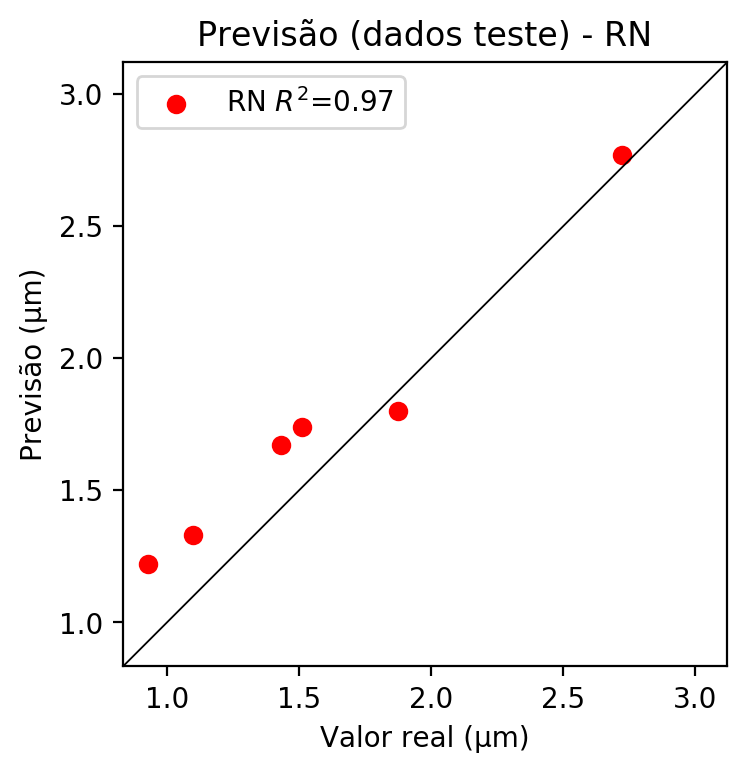 Previsão (dados teste) - RN
RN R²=0.97
3.0
2.5
2.0
1.5
1.0
Previsão (µm)
1.0 1.5 2.0 2.5 3.0
Valor real (µm)